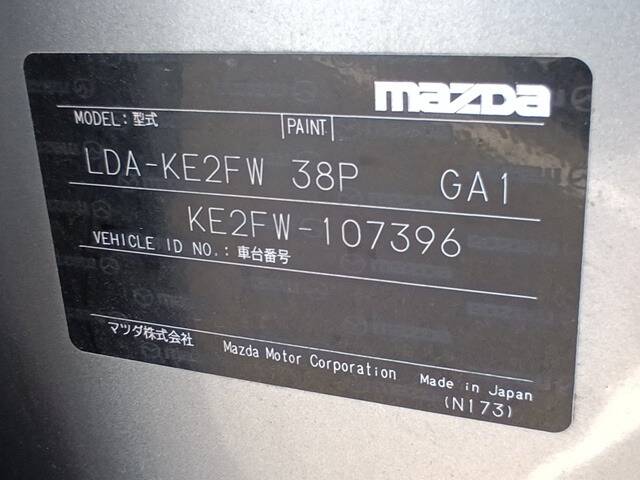 mazda
MODEL: 型式 PAINT
LDA-KE2FW 38P GA1
KE2FW-107396
VEHICLE ID NO.: 車台番号
マツダ株式会社 Mazda Motor Corporation Made in Japan
(N173)